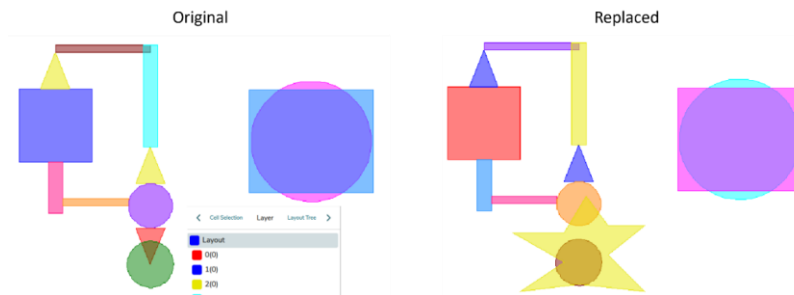 Original
Replaced
Cell Selection Layer Layout Tree
Layout
0(0)
1(0)
2(0)